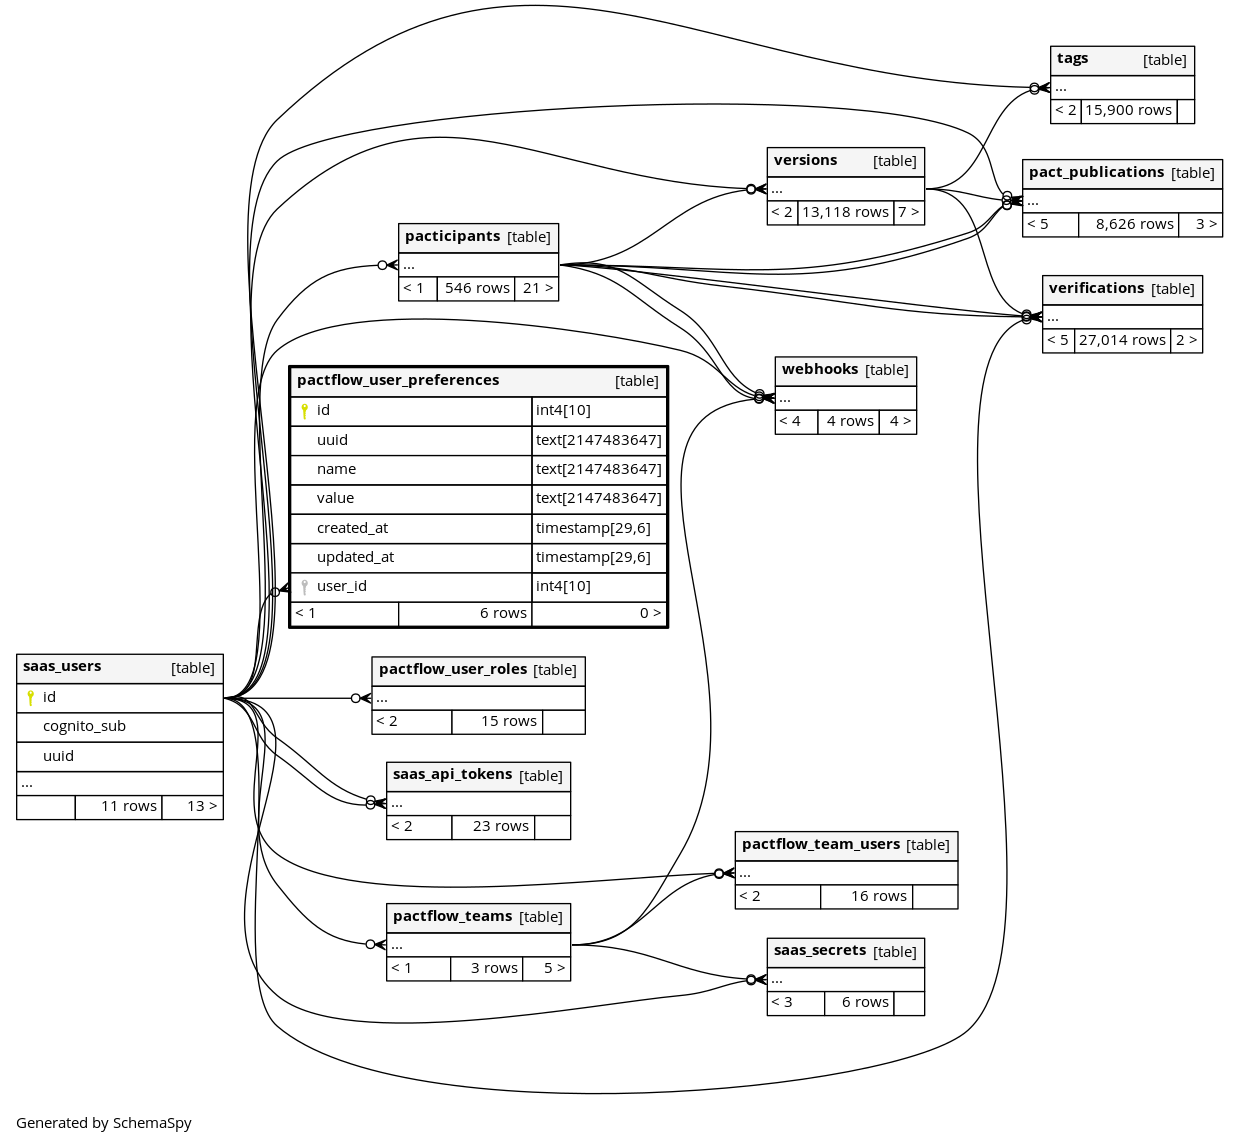 tags [table]
...
< 2 15,900 rows
pact_publications [table]
...
< 5 8,626 rows 3 >
versions [table]
...
< 2 13,118 rows 7 >
pacticipants [table]
...
< 1 546 rows 21 >
verifications [table]
...
< 5 27,014 rows 2 >
webhooks [table]
...
< 4 4 rows 4 >
pactflow_user_preferences [table]
id int4[10]
uuid text[2147483647]
name text[2147483647]
value text[2147483647]
created_at timestamp[29,6]
updated_at timestamp[29,6]
user_id int4[10]
< 1 6 rows 0 >
saas_users [table]
id
cognito_sub
uuid
...
11 rows 13 >
pactflow_user_roles [table]
...
< 2 15 rows
saas_api_tokens [table]
...
< 2 23 rows
pactflow_team_users [table]
...
< 2 16 rows
pactflow_teams [table]
...
< 1 3 rows 5 >
saas_secrets [table]
...
< 3 6 rows
Generated by SchemaSpy